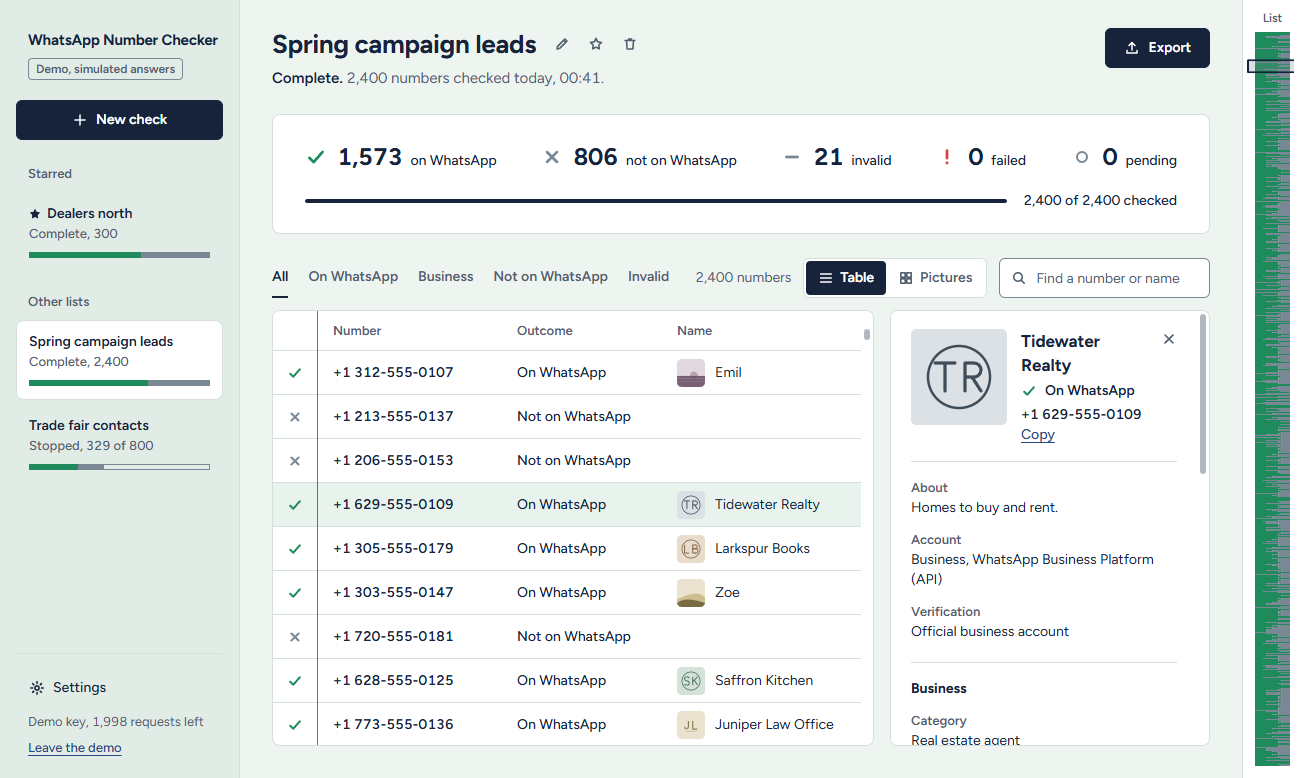 WhatsApp Number Checker
Demo, simulated answers
New check
Starred
Dealers north
Complete, 300
Other lists
Spring campaign leads
Complete, 2,400
Trade fair contacts
Stopped, 329 of 800
Settings
Demo key, 1,998 requests left
Leave the demo
Spring campaign leads
Complete. 2,400 numbers checked today, 00:41.
Export
1,573 on WhatsApp 806 not on WhatsApp 21 invalid 0 failed 0 pending
2,400 of 2,400 checked
All On WhatsApp Business Not on WhatsApp Invalid 2,400 numbers Table Pictures Find a number or name
Number Outcome Name
+1 312-555-0107 On WhatsApp Emil
+1 213-555-0137 Not on WhatsApp
+1 206-555-0153 Not on WhatsApp
+1 629-555-0109 On WhatsApp TR Tidewater Realty
+1 305-555-0179 On WhatsApp LB Larkspur Books
+1 303-555-0147 On WhatsApp Zoe
+1 720-555-0181 Not on WhatsApp
+1 628-555-0125 On WhatsApp SK Saffron Kitchen
+1 773-555-0136 On WhatsApp JL Juniper Law Office
TR
Tidewater
Realty
On WhatsApp
+1 629-555-0109
Copy
About
Homes to buy and rent.
Account
Business, WhatsApp Business Platform
(API)
Verification
Official business account
Business
Category
Real estate agent
List